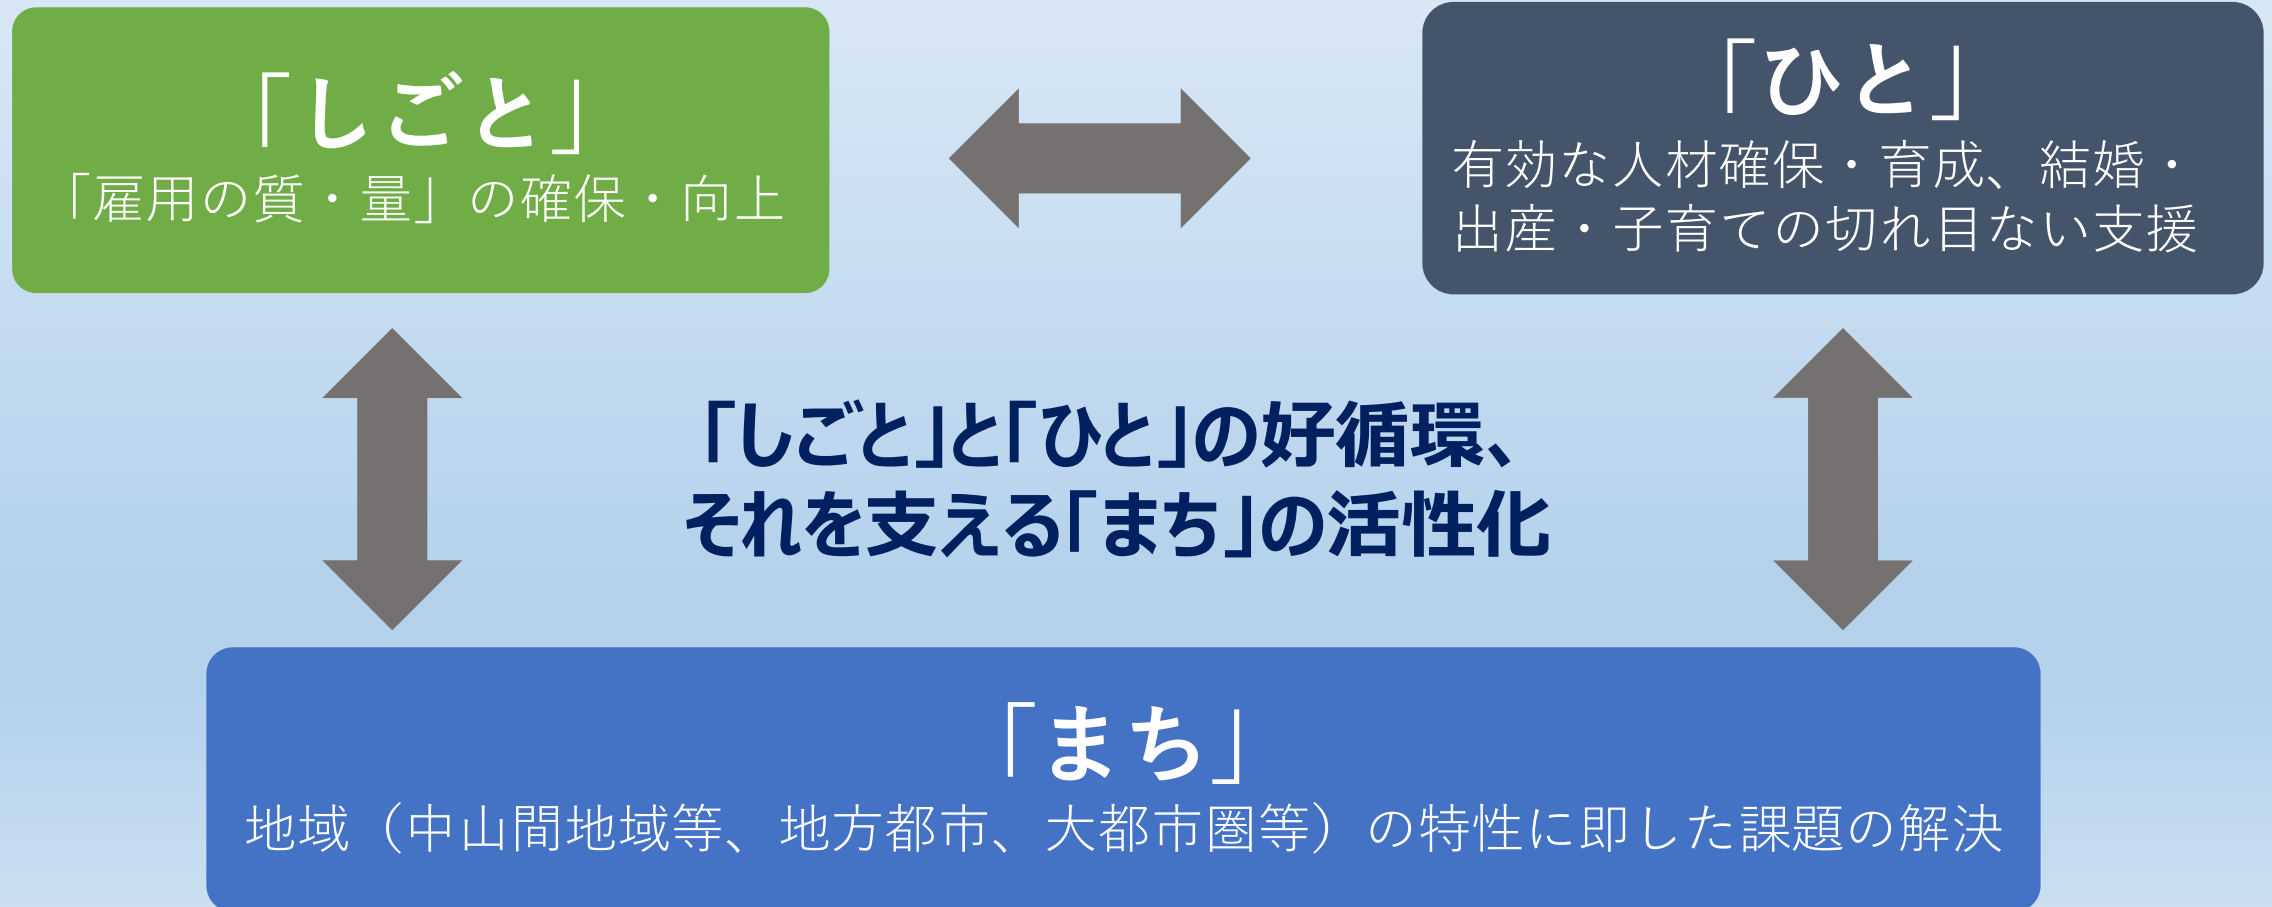 「しごと」
「雇用の質・量」の確保・向上
「ひと」
有効な人材確保・育成、結婚・
出産・子育ての切れ目ない支援
「しごと」と「ひと」の好循環、
それを支える「まち」の活性化
「まち」
地域（中山間地域等、地方都市、大都市圏等）の特性に即した課題の解決